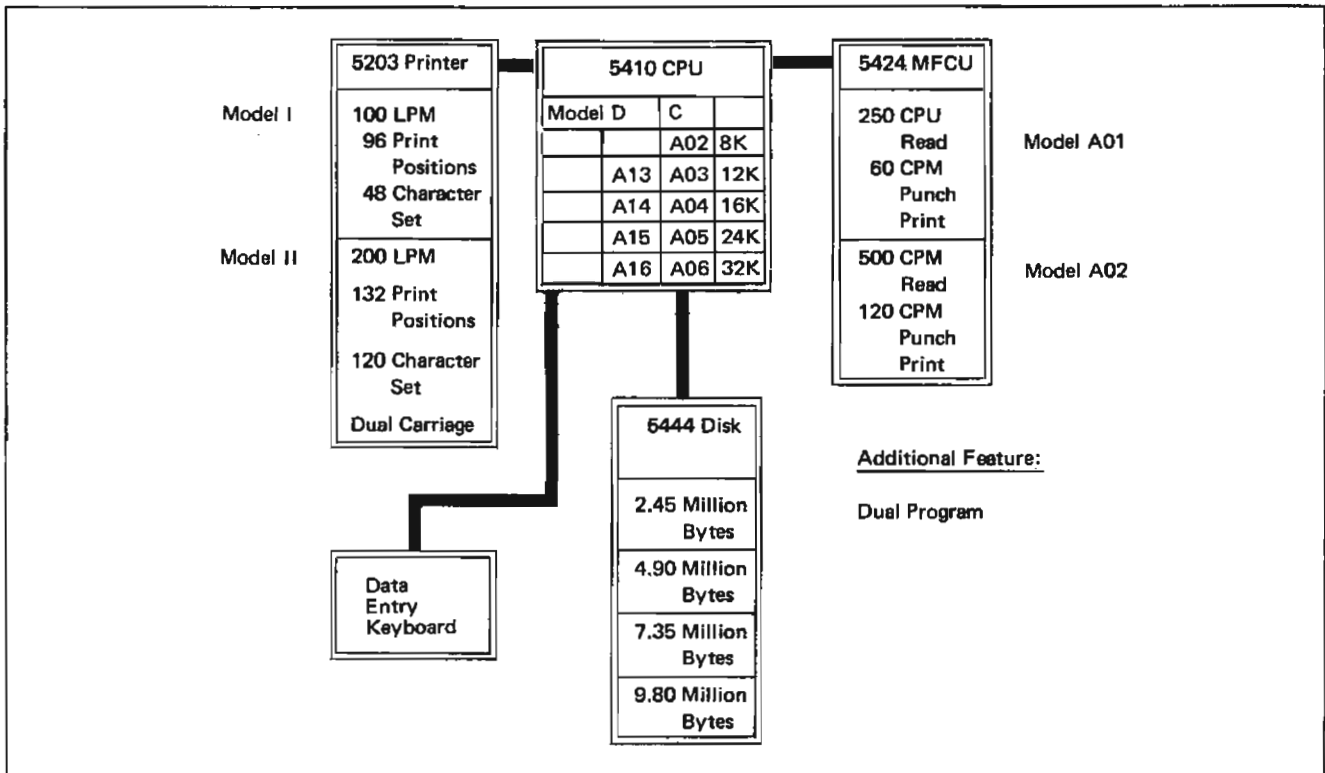 5203 Printer
Model I
100 LPM
96 Print
Positions
48 Character
Set
Model II
200 LPM
132 Print
Positions
120 Character
Set
Dual Carriage
5410 CPU
Model D C
A02 8K
A13 A03 12K
A14 A04 16K
A15 A05 24K
A16 A06 32K
5424 MFCU
250 CPU
Read
60 CPM
Punch
Print
Model A01
500 CPM
Read
120 CPM
Punch
Print
Model A02
Data
Entry
Keyboard
5444 Disk
2.45 Million
Bytes
4.90 Million
Bytes
7.35 Million
Bytes
9.80 Million
Bytes
Additional Feature:
Dual Program